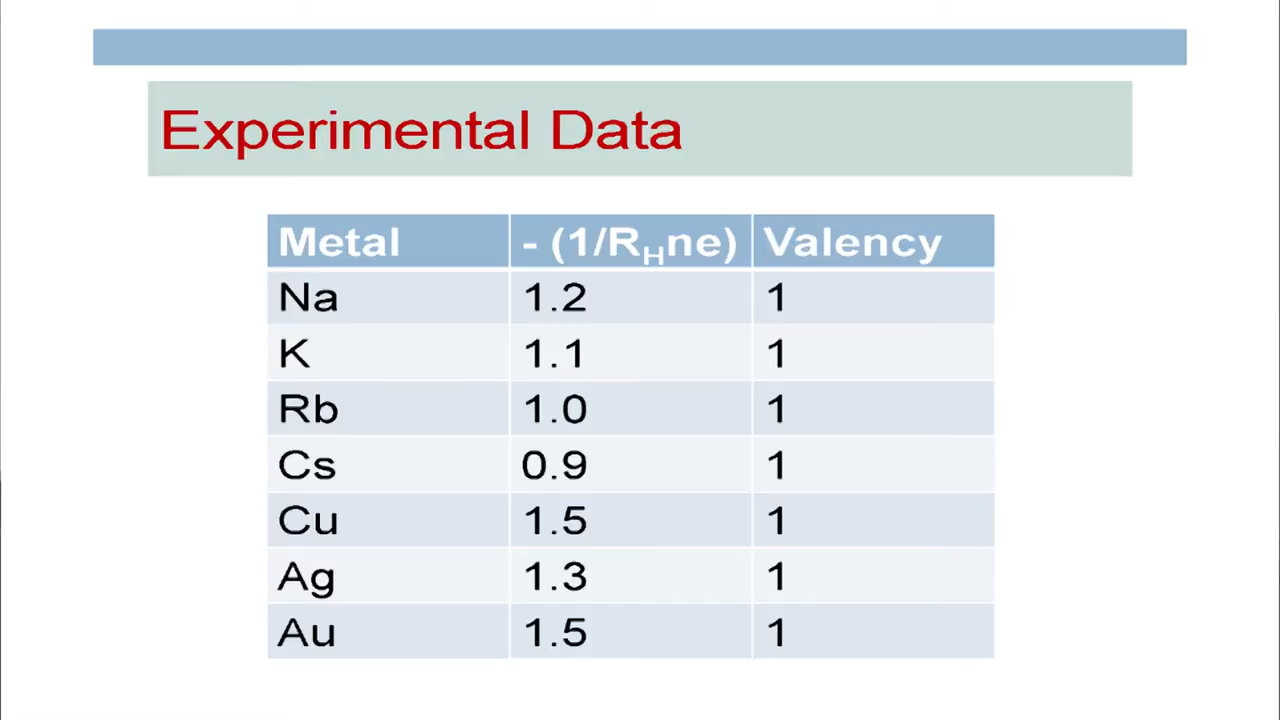 Experimental Data
Metal - (1/RHne) Valency
Na 1.2 1
K 1.1 1
Rb 1.0 1
Cs 0.9 1
Cu 1.5 1
Ag 1.3 1
Au 1.5 1